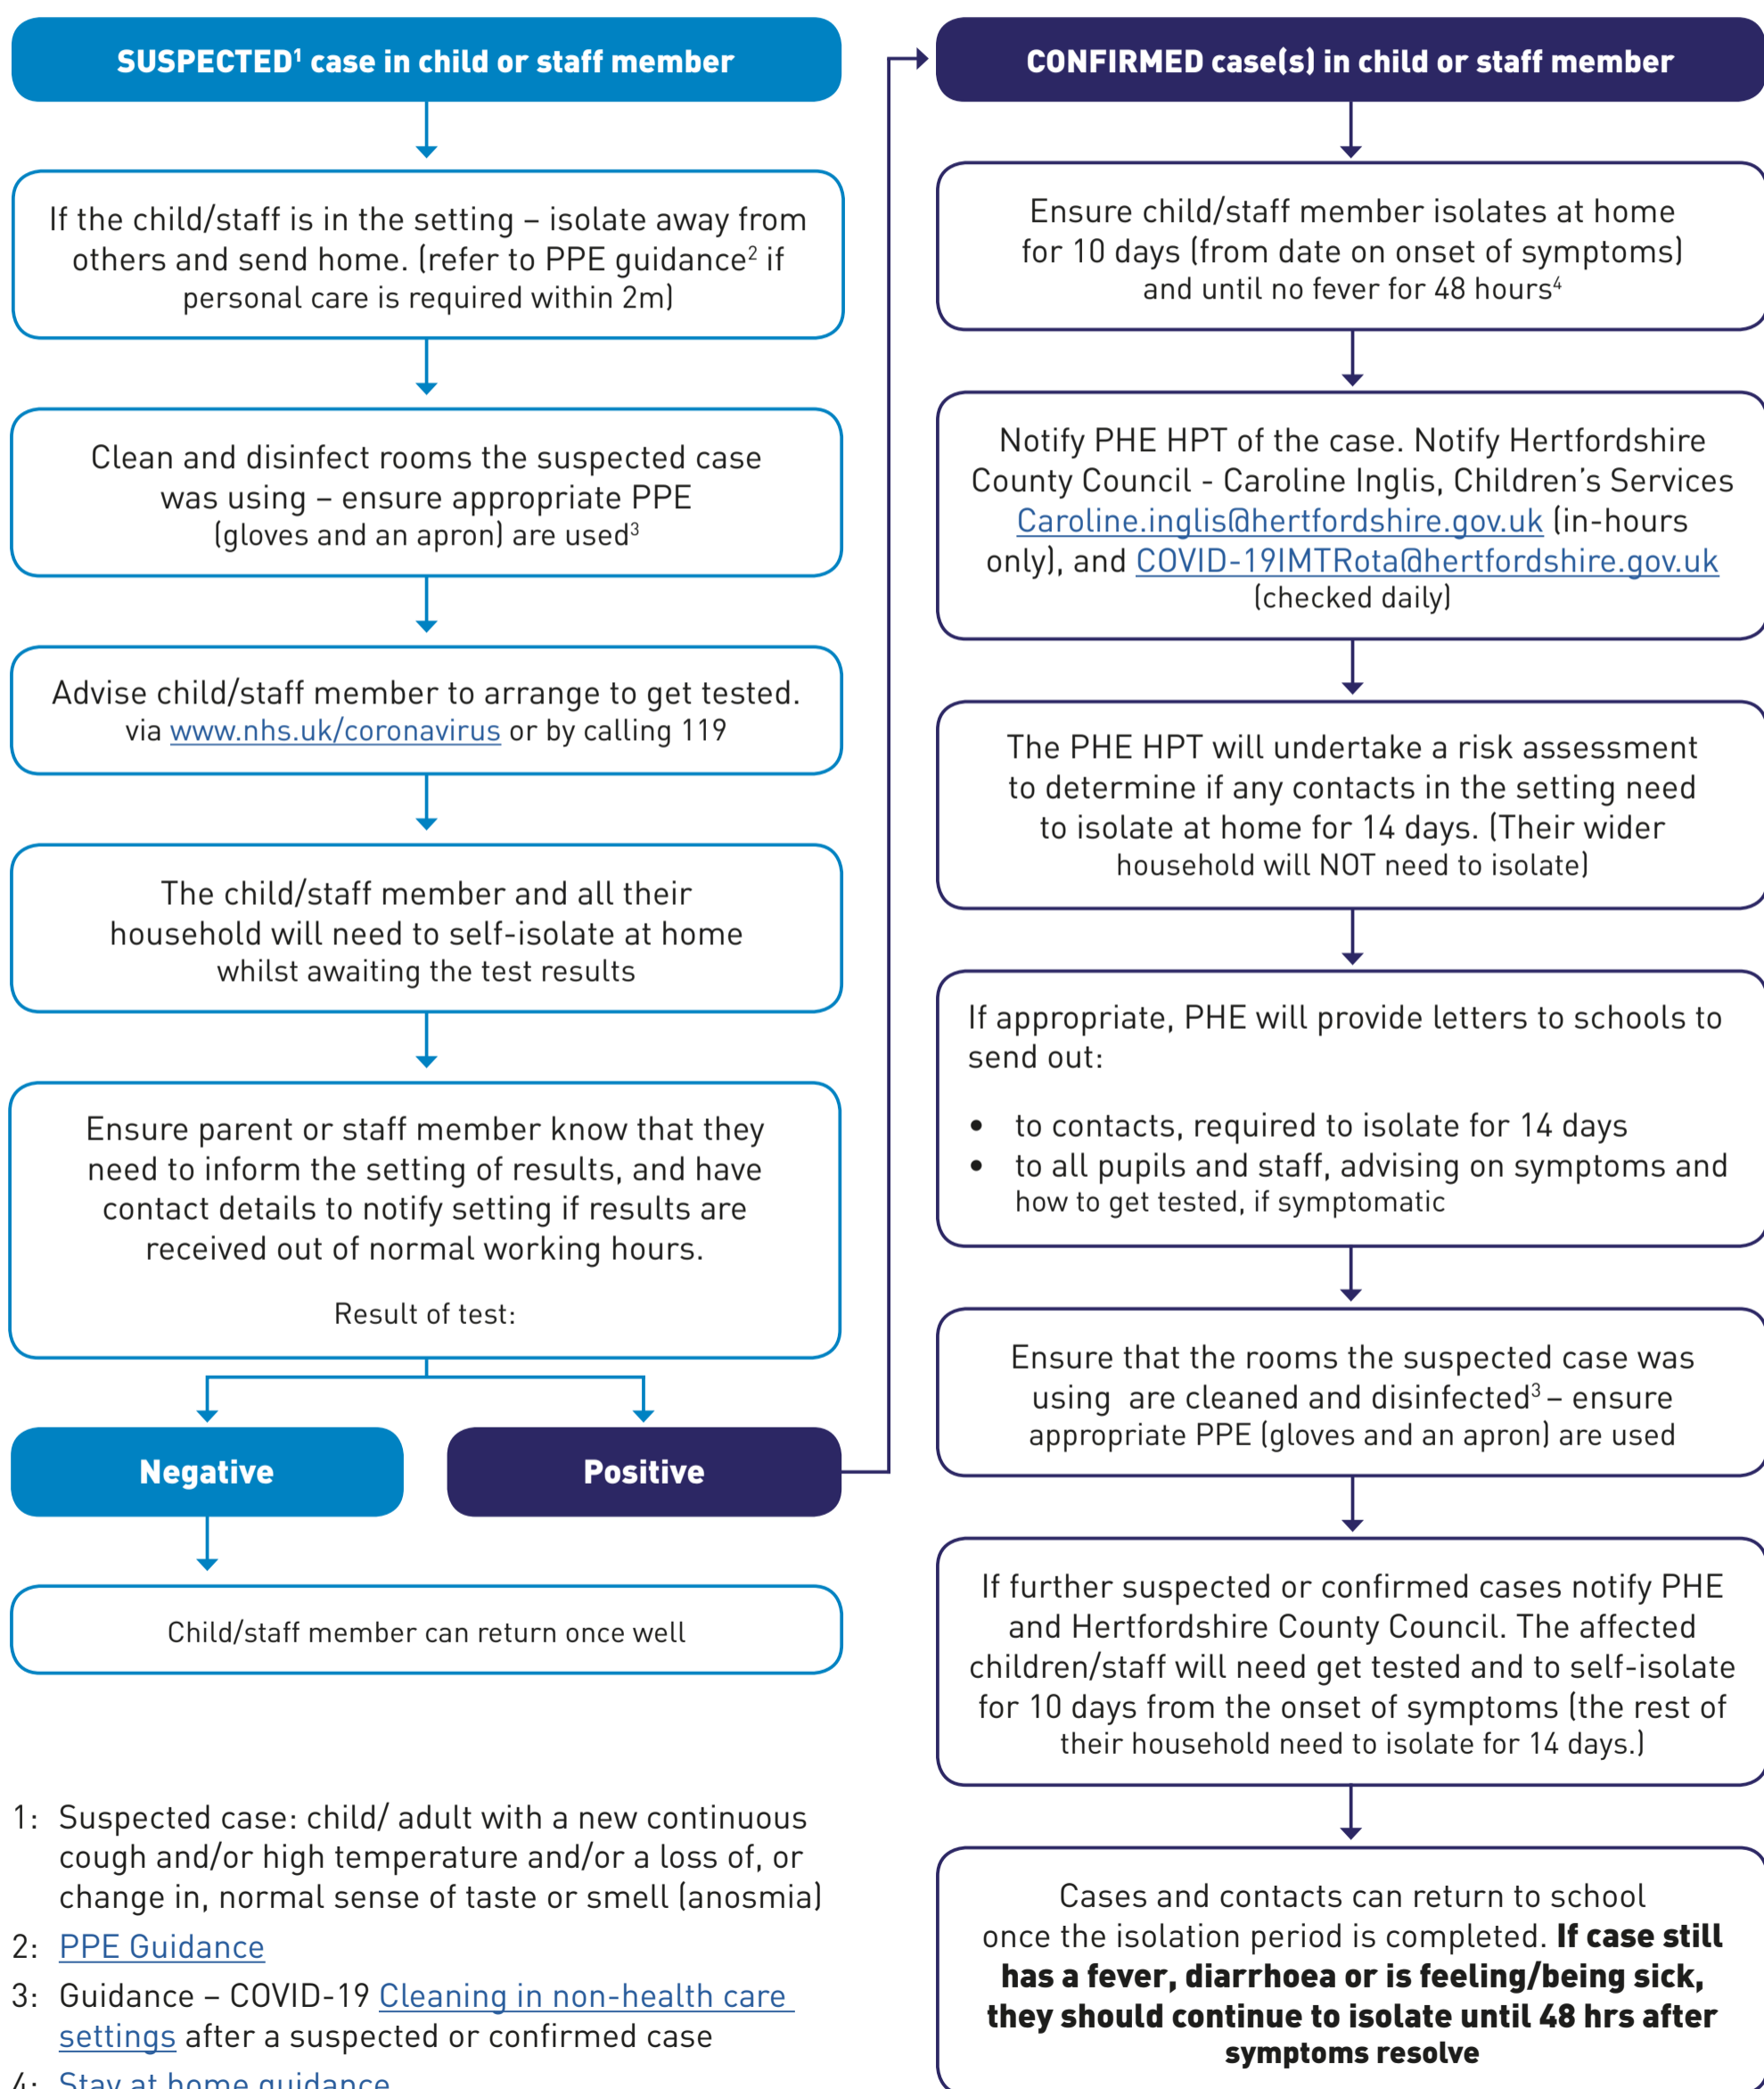 SUSPECTED¹ case in child or staff member
If the child/staff is in the setting – isolate away from
others and send home. (refer to PPE guidance² if
personal care is required within 2m)
Clean and disinfect rooms the suspected case
was using – ensure appropriate PPE
(gloves and an apron) are used³
Advise child/staff member to arrange to get tested.
via www.nhs.uk/coronavirus or by calling 119
The child/staff member and all their
household will need to self-isolate at home
whilst awaiting the test results
Ensure parent or staff member know that they
need to inform the setting of results, and have
contact details to notify setting if results are
received out of normal working hours.
Result of test:
Negative
Positive
Child/staff member can return once well
1: Suspected case: child/ adult with a new continuous
cough and/or high temperature and/or a loss of, or
change in, normal sense of taste or smell (anosmia)
2: PPE Guidance
3: Guidance – COVID-19 Cleaning in non-health care
settings after a suspected or confirmed case
4: Stay at home guidance
CONFIRMED case(s) in child or staff member
Ensure child/staff member isolates at home
for 10 days (from date on onset of symptoms)
and until no fever for 48 hours⁴
Notify PHE HPT of the case. Notify Hertfordshire
County Council - Caroline Inglis, Children’s Services
Caroline.inglis@hertfordshire.gov.uk (in-hours
only), and COVID-19IMTRota@hertfordshire.gov.uk
(checked daily)
The PHE HPT will undertake a risk assessment
to determine if any contacts in the setting need
to isolate at home for 14 days. (Their wider
household will NOT need to isolate)
If appropriate, PHE will provide letters to schools to
send out:
• to contacts, required to isolate for 14 days
• to all pupils and staff, advising on symptoms and
how to get tested, if symptomatic
Ensure that the rooms the suspected case was
using are cleaned and disinfected³ – ensure
appropriate PPE (gloves and an apron) are used
If further suspected or confirmed cases notify PHE
and Hertfordshire County Council. The affected
children/staff will need get tested and to self-isolate
for 10 days from the onset of symptoms (the rest of
their household need to isolate for 14 days.)
Cases and contacts can return to school
once the isolation period is completed. If case still
has a fever, diarrhoea or is feeling/being sick,
they should continue to isolate until 48 hrs after
symptoms resolve